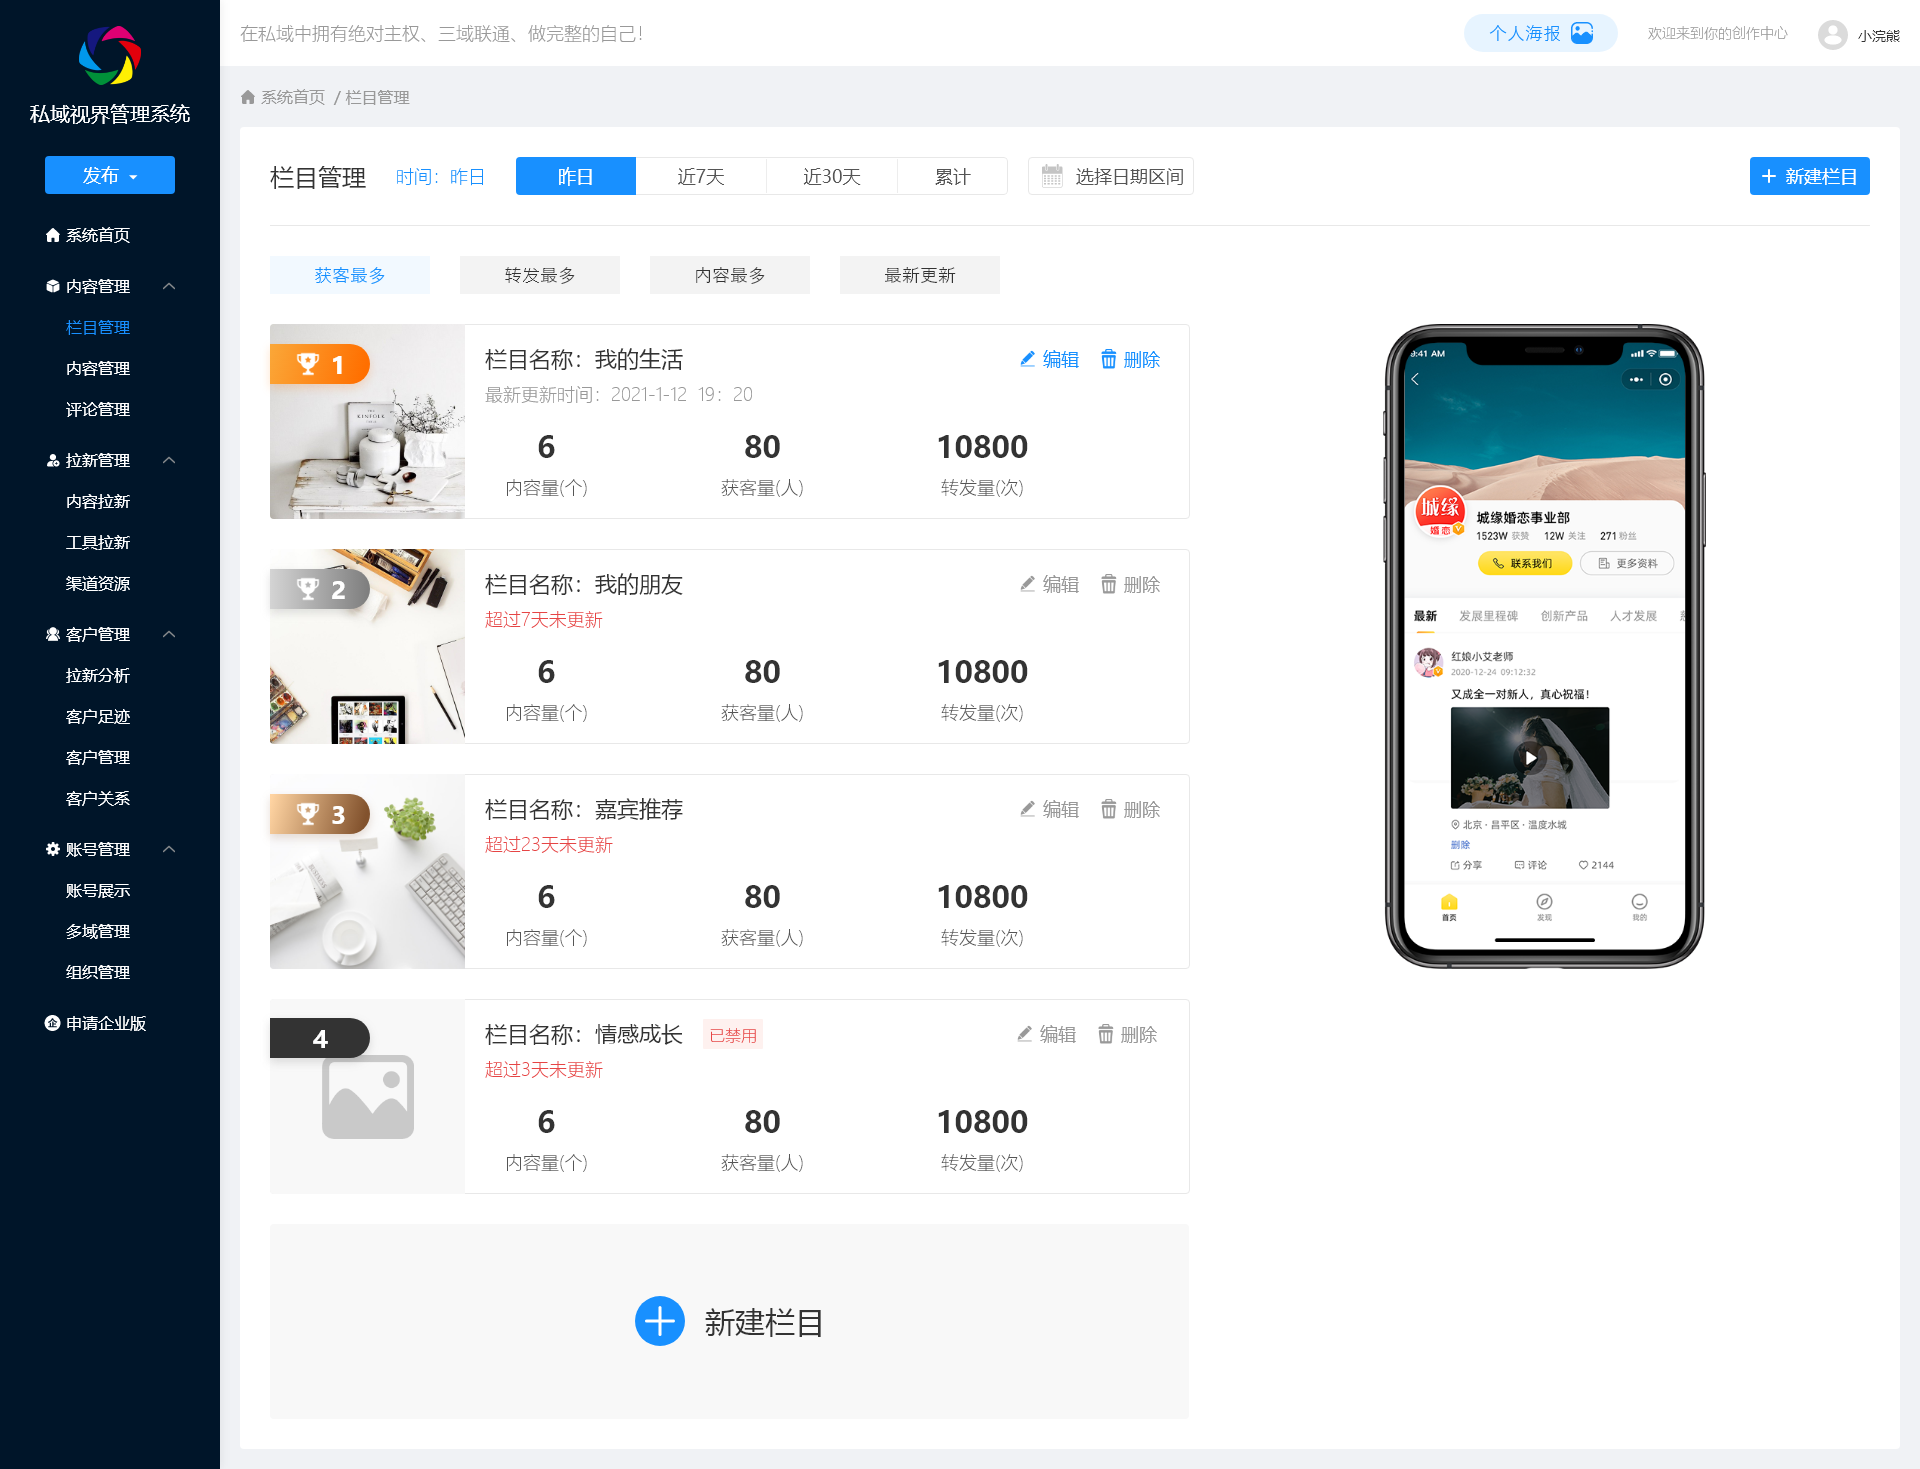 在私域中拥有绝对主权、三域联通、做完整的自己!
个人海报
欢迎来到你的创作中心
小浣熊
私域视界管理系统
发布
系统首页
内容管理
栏目管理
内容管理
评论管理
拉新管理
内容拉新
工具拉新
渠道资源
客户管理
拉新分析
客户足迹
客户管理
客户关系
账号管理
账号展示
多域管理
组织管理
申请企业版
系统首页 / 栏目管理
栏目管理
时间：昨日
昨日
近7天
近30天
累计
选择日期区间
+ 新建栏目
获客最多
转发最多
内容最多
最新更新
1
KINFOLK
栏目名称：我的生活
编辑
删除
最新更新时间：2021-1-12 19：20
6
80
10800
内容量(个)
获客量(人)
转发量(次)
2
栏目名称：我的朋友
编辑
删除
超过7天未更新
6
80
10800
内容量(个)
获客量(人)
转发量(次)
3
栏目名称：嘉宾推荐
编辑
删除
超过23天未更新
6
80
10800
内容量(个)
获客量(人)
转发量(次)
4
栏目名称：情感成长
已禁用
编辑
删除
超过3天未更新
6
80
10800
内容量(个)
获客量(人)
转发量(次)
新建栏目
9:41 AM
城缘
婚恋
城缘婚恋事业部
1523W 获赞
12W 关注
271 粉丝
联系我们
更多资料
最新
发展里程碑
创新产品
人才发展
红娘小艾老师
2020-12-24 09:12:32
又成全一对新人，真心祝福！
北京·昌平区·温度水城
删除
分享
评论
2144
首页
发现
我的